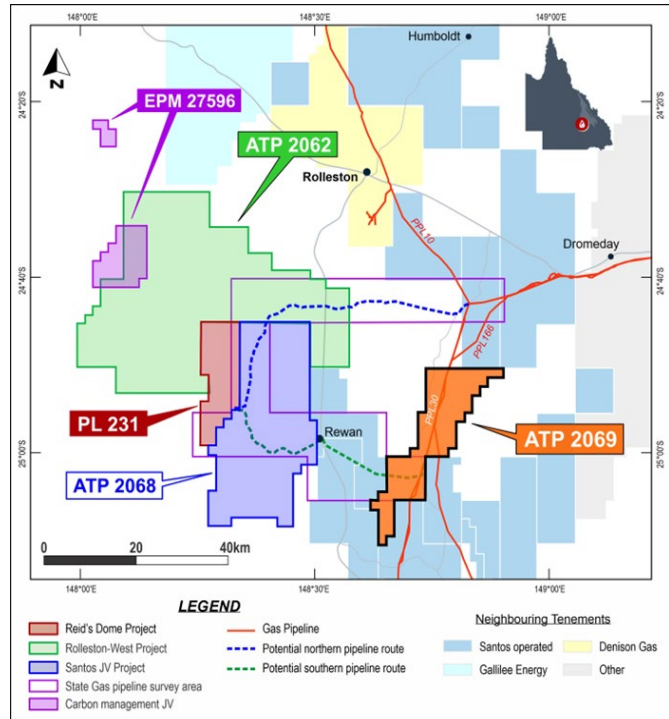 148°00'E
148°30'E
149°00'E
24°20'S
24°40'S
25°00'S
24°20'S
24°40'S
25°00'S
N
Humboldt
EPM 27596
ATP 2062
Rolleston
PPL10
Dromeday
PPL166
PL 231
PPL30
Rewan
ATP 2069
ATP 2068
0
20
40km
148°00'E
148°30'E
149°00'E
LEGEND
Reid's Dome Project
Rolleston-West Project
Santos JV Project
State Gas pipeline survey area
Carbon management JV
Gas Pipeline
Potential northern pipeline route
Potential southern pipeline route
Neighbouring Tenements
Santos operated
Gallilee Energy
Denison Gas
Other